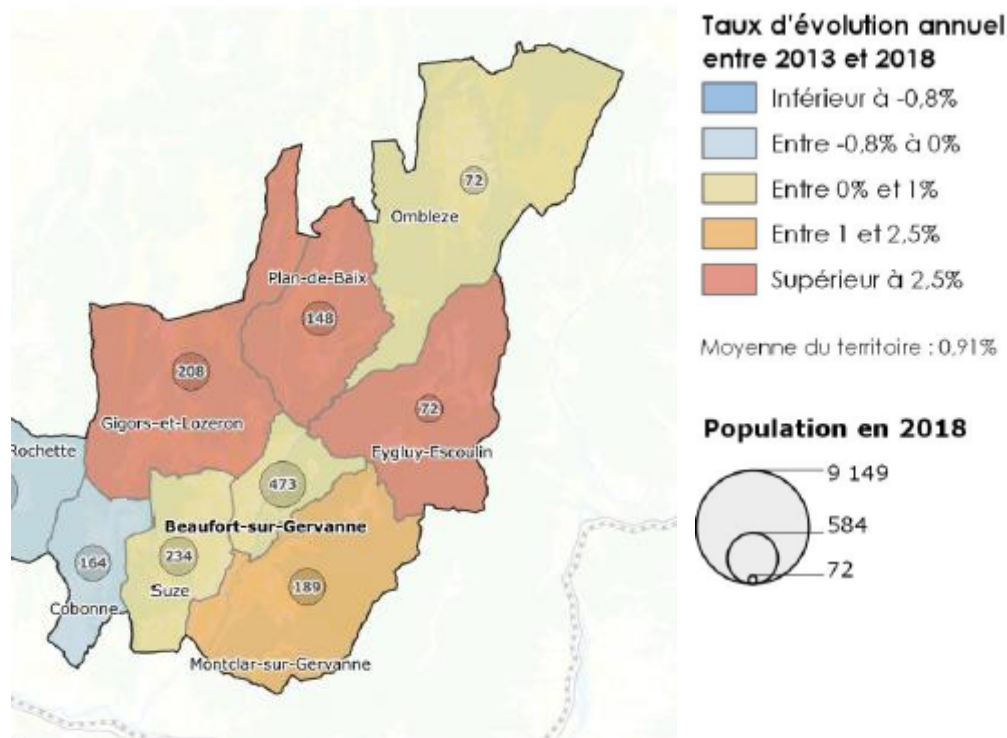 Taux d'évolution annuel
entre 2013 et 2018
Inférieur à -0,8%
Entre -0,8% à 0%
Entre 0% et 1%
Entre 1 et 2,5%
Supérieur à 2,5%
Moyenne du territoire : 0,91%
Population en 2018
9 149
584
72
72
Ombleze
Plan-de-Baix
148
208
Gigors-et-Lozeron
72
Eygluy-Escoulin
Rochette
473
Beaufort-sur-Gervanne
234
Suze
164
Cobonne
189
Montclar-sur-Gervanne